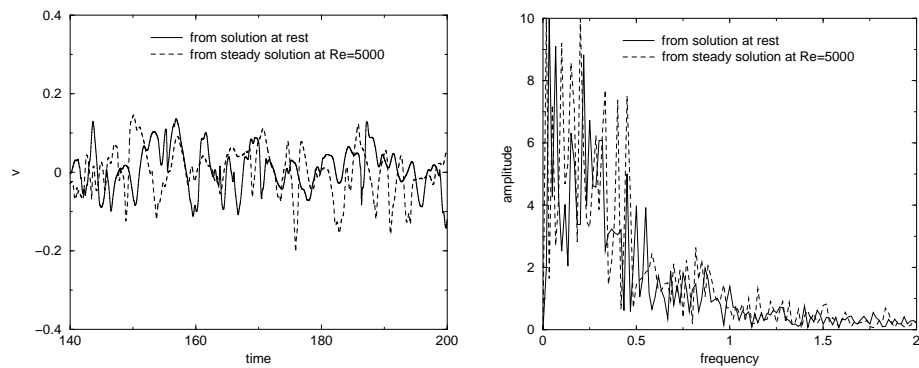 0.4
0.2
0
−0.2
−0.4
v
from solution at rest
from steady solution at Re=5000
140
160
180
200
time
10
8
6
4
2
0
amplitude
from solution at rest
from steady solution at Re=5000
0
0.5
1
1.5
2
frequency